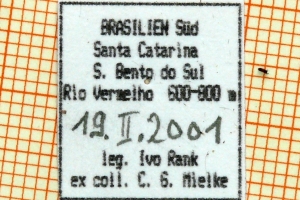 BRASILIEN Süd
Santa Catarina
S. Bento do Sul
Rio Vermelho 600-800 m
19. II. 2001
leg. Ivo Rank
ex coll. C. G. Mielke